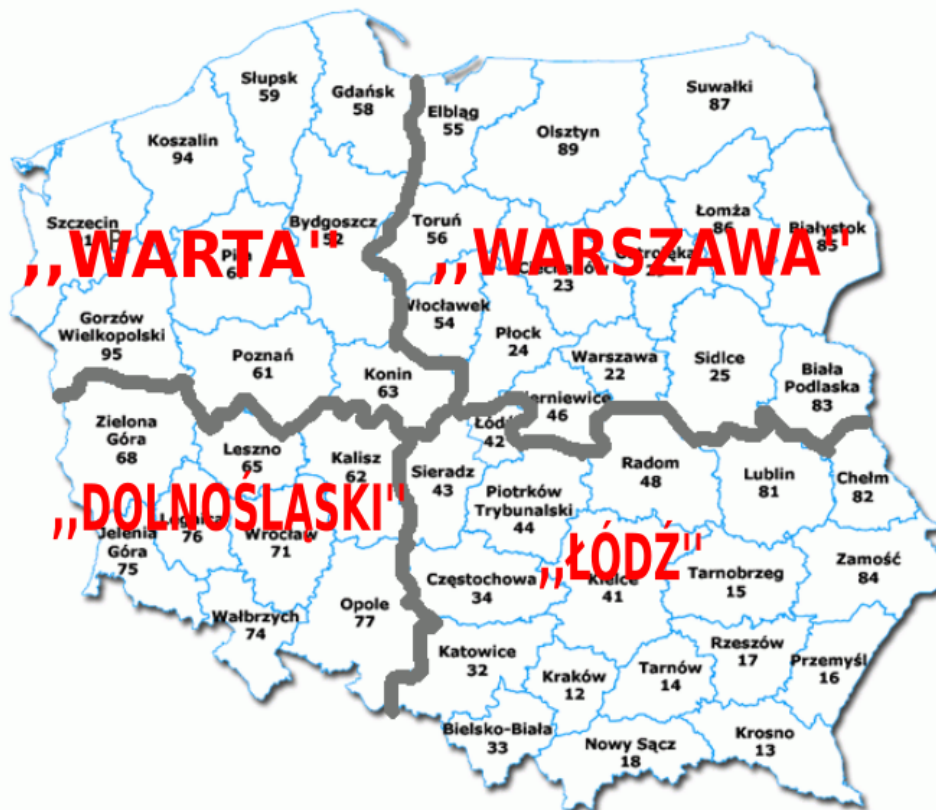 Słupsk
59
Gdańsk
58
Elbląg
55
Suwałki
87
Koszalin
94
Olsztyn
89
Szczecin
Bydgoszcz
Toruń
56
Łomża
86
Białystok
85
,,WARTA"
,,WARSZAWA"
23
Włocławek
54
Gorzów
Wielkopolski
95
Płock
24
Poznań
61
Warszawa
22
Sidlce
25
Biała
Podlaska
83
Konin
63
46
Zielona
Góra
68
42
Leszno
65
Kalisz
62
Sieradz
43
Radom
48
Lublin
81
Chełm
82
Piotrków
Trybunalski
44
,,DOLNOŚLĄSKI"
76
Wrocław
71
Jelenia
Góra
75
,,ŁÓDŹ"
Częstochowa
34
Kielce
41
Tarnobrzeg
15
Zamość
84
Opole
77
Wałbrzych
74
Katowice
32
Kraków
12
Tarnów
14
Rzeszów
17
Przemyśl
16
Bielsko-Biała
33
Nowy Sącz
18
Krosno
13